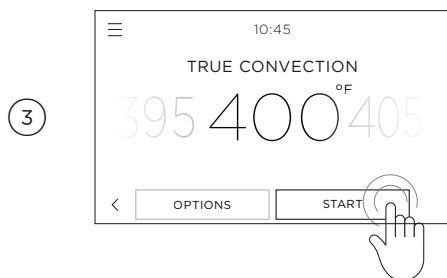 10:45
TRUE CONVECTION
3
395 400°F 405
OPTIONS START